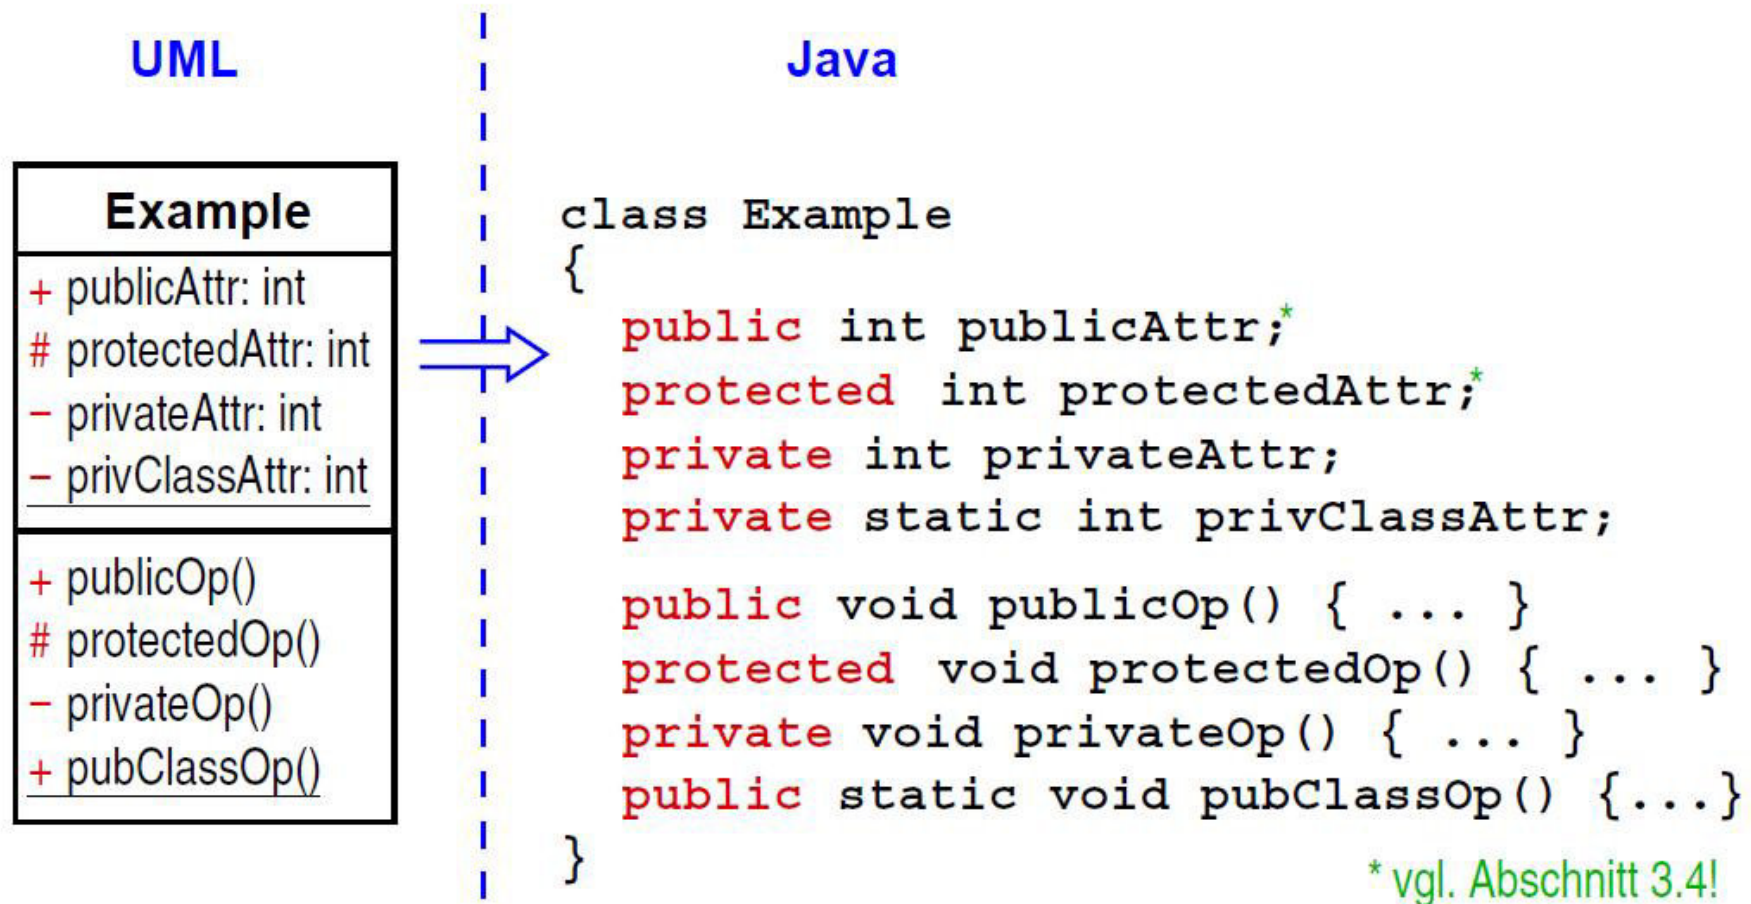 UML
Java
Example
+ publicAttr: int
# protectedAttr: int
− privateAttr: int
− privClassAttr: int
+ publicOp()
# protectedOp()
− privateOp()
+ pubClassOp()
class Example
{
public int publicAttr;*
protected int protectedAttr;*
private int privateAttr;
private static int privClassAttr;
public void publicOp() { ... }
protected void protectedOp() { ... }
private void privateOp() { ... }
public static void pubClassOp() {...}
}
* vgl. Abschnitt 3.4!